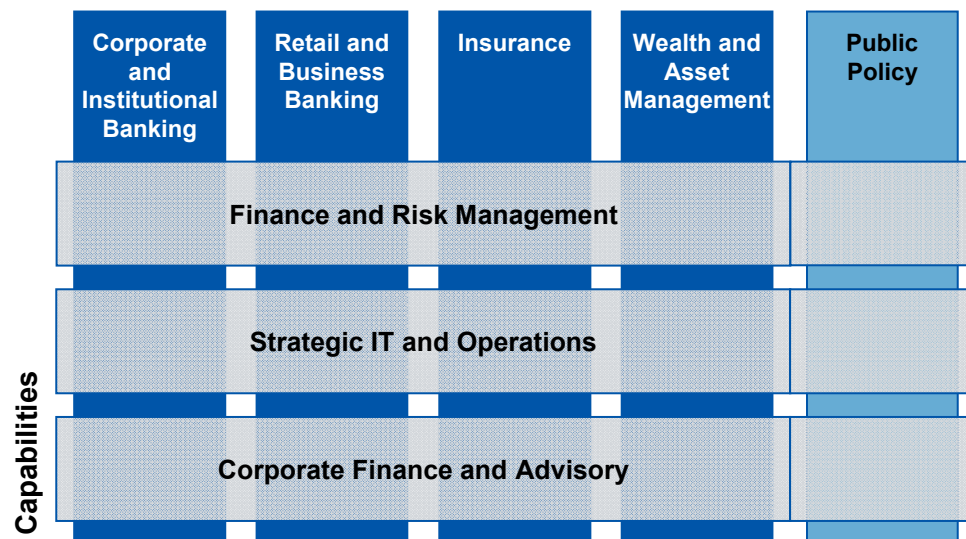 Corporate
and
Institutional
Banking
Retail and
Business
Banking
Insurance
Wealth and
Asset
Management
Public
Policy
Finance and Risk Management
Strategic IT and Operations
Corporate Finance and Advisory
Capabilities